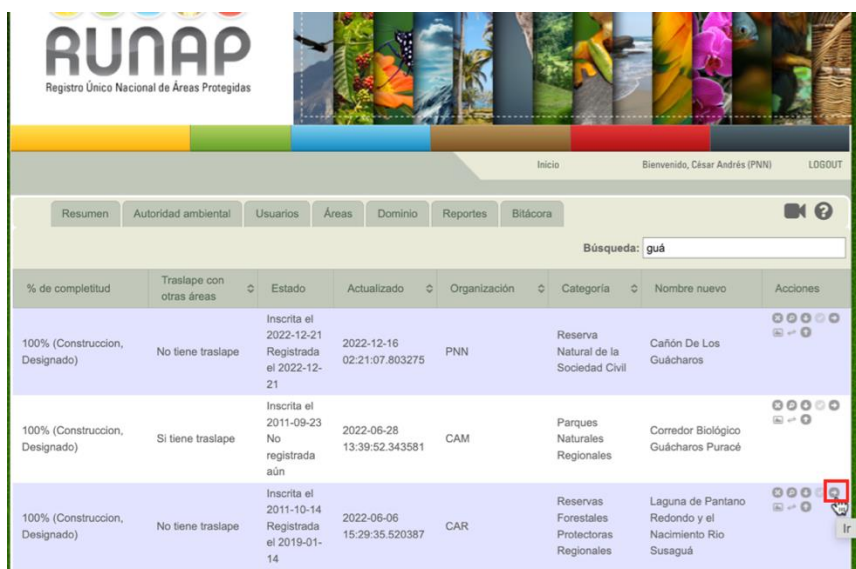 RUNAP
Registro Único Nacional de Áreas Protegidas
Inicio Bienvenido, César Andrés (PNN) LOGOUT
Resumen Autoridad ambiental Usuarios Áreas Dominio Reportes Bitácora
Búsqueda: guá
% de completitud Traslape con otras áreas Estado Actualizado Organización Categoría Nombre nuevo Acciones
100% (Construccion, Designado) No tiene traslape Inscrita el 2022-12-21 Registrada el 2022-12-21 2022-12-16 02:21:07.803275 PNN Reserva Natural de la Sociedad Civil Cañón De Los Guácharos
100% (Construccion, Designado) Si tiene traslape Inscrita el 2011-09-23 No registrada aún 2022-06-28 13:39:52.343581 CAM Parques Naturales Regionales Corredor Biológico Guácharos Puracé
100% (Construccion, Designado) No tiene traslape Inscrita el 2011-10-14 Registrada el 2019-01-14 2022-06-06 15:29:35.520387 CAR Reservas Forestales Protectoras Regionales Laguna de Pantano Redondo y el Nacimiento Rio Susaguá
Ir